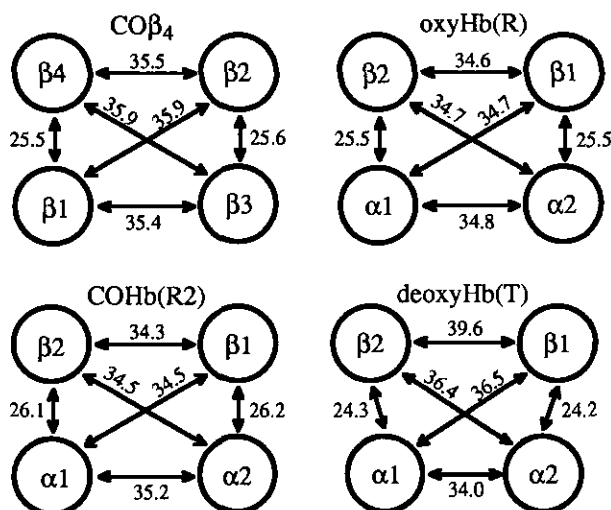 COβ4
oxyHb(R)
β4 35.5 β2
β2 34.6 β1
35.9 35.9
34.7 34.7
25.5 25.6
25.5 25.5
β1 35.4 β3
α1 34.8 α2
COHb(R2)
deoxyHb(T)
β2 34.3 β1
β2 39.6 β1
34.5 34.5
36.4 36.5
26.1 26.2
24.3 24.2
α1 35.2 α2
α1 34.0 α2